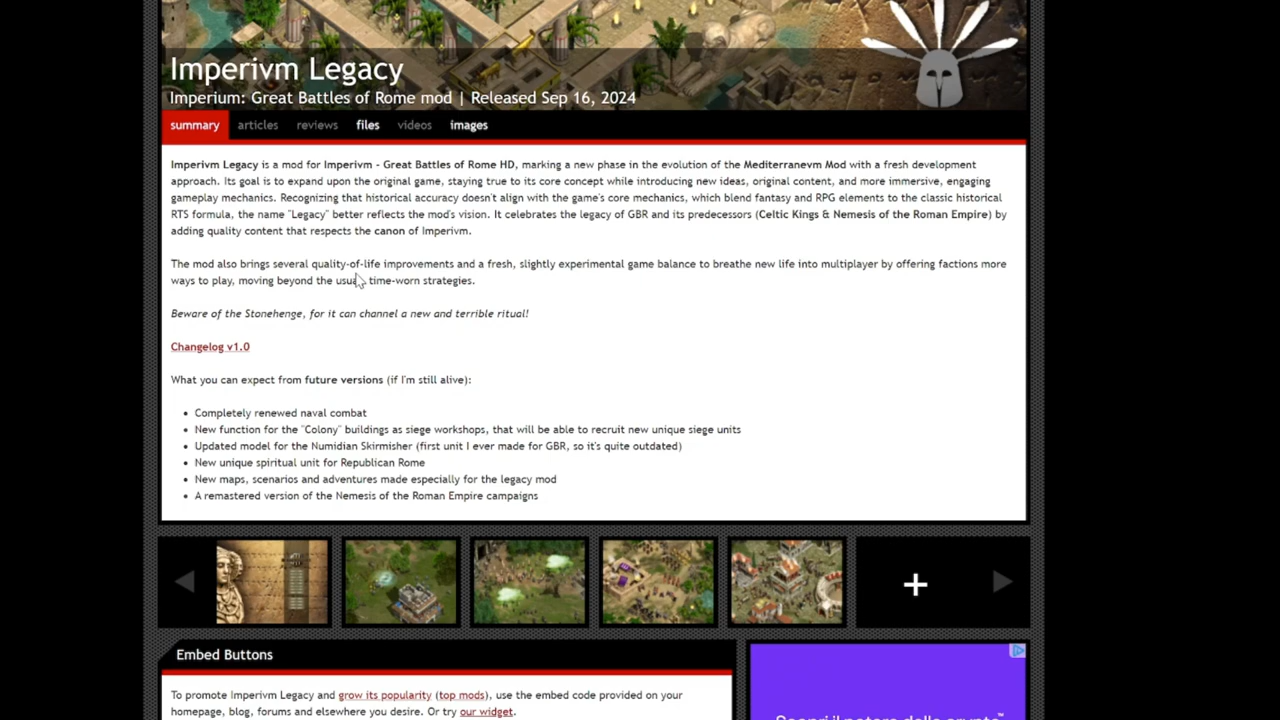 Imperivm Legacy
Imperium: Great Battles of Rome mod | Released Sep 16, 2024
summary articles reviews files videos images
Imperivm Legacy is a mod for Imperivm - Great Battles of Rome HD, marking a new phase in the evolution of the Mediterranevm Mod with a fresh development
approach. Its goal is to expand upon the original game, staying true to its core concept while introducing new ideas, original content, and more immersive, engaging
gameplay mechanics. Recognizing that historical accuracy doesn't align with the game's core mechanics, which blend fantasy and RPG elements to the classic historical
RTS formula, the name "Legacy" better reflects the mod's vision. It celebrates the legacy of GBR and its predecessors (Celtic Kings & Nemesis of the Roman Empire) by
adding quality content that respects the canon of Imperivm.
The mod also brings several quality-of-life improvements and a fresh, slightly experimental game balance to breathe new life into multiplayer by offering factions more
ways to play, moving beyond the usual time-worn strategies.
Beware of the Stonehenge, for it can channel a new and terrible ritual!
Changelog v1.0
What you can expect from future versions (if I'm still alive):
• Completely renewed naval combat
• New function for the "Colony" buildings as siege workshops, that will be able to recruit new unique siege units
• Updated model for the Numidian Skirmisher (first unit I ever made for GBR, so it's quite outdated)
• New unique spiritual unit for Republican Rome
• New maps, scenarios and adventures made especially for the legacy mod
• A remastered version of the Nemesis of the Roman Empire campaigns
Embed Buttons
To promote Imperivm Legacy and grow its popularity (top mods), use the embed code provided on your
homepage, blog, forums and elsewhere you desire. Or try our widget.
Scopri il potere della crypto™